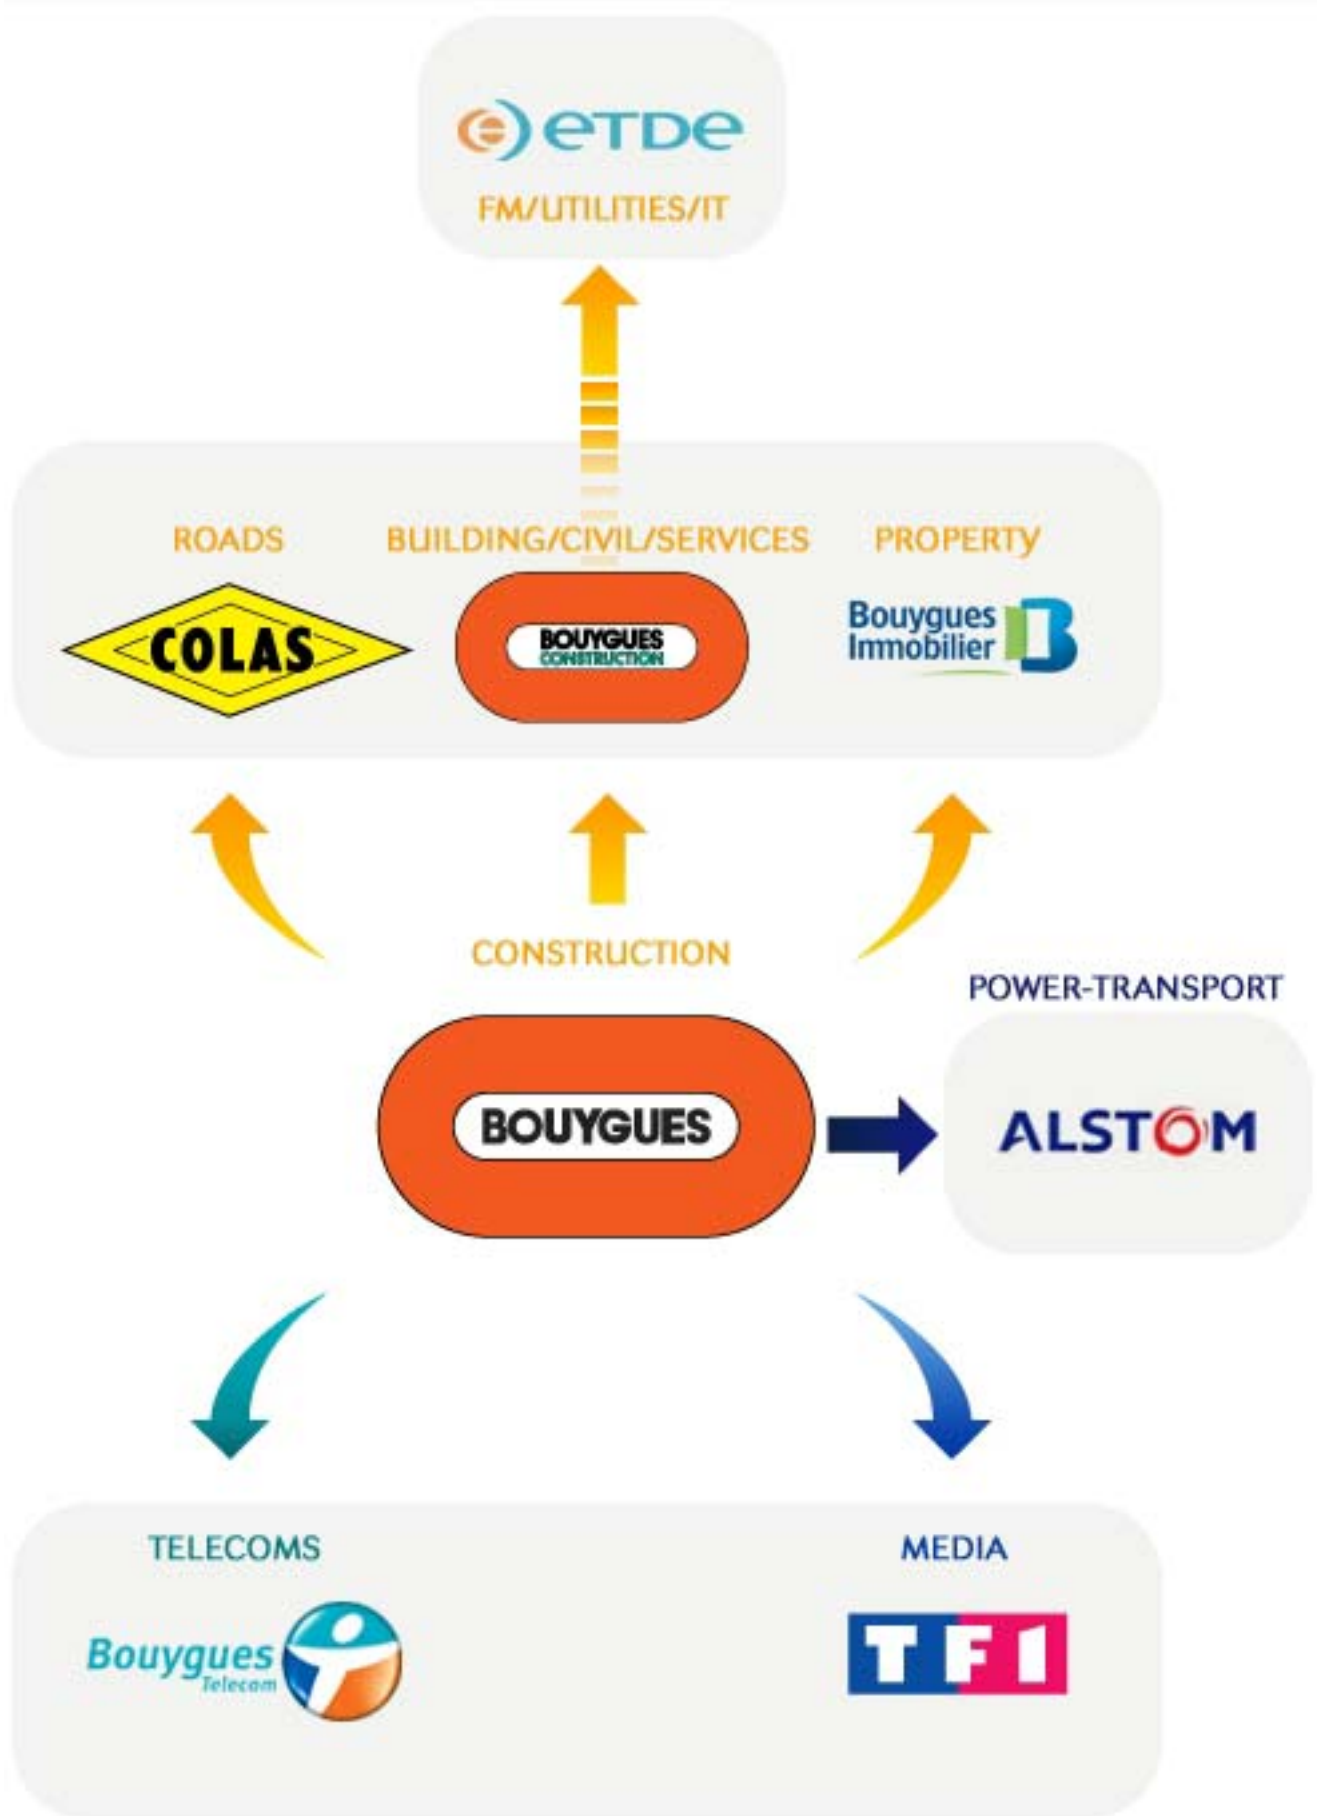 eTDe
FM/UTILITIES/IT
ROADS
BUILDING/CIVIL/SERVICES
PROPERTY
COLAS
BOUYGUES
CONSTRUCTION
Bouygues
Immobilier
CONSTRUCTION
POWER-TRANSPORT
BOUYGUES
ALSTOM
TELECOMS
MEDIA
Bouygues
Telecom
TF1